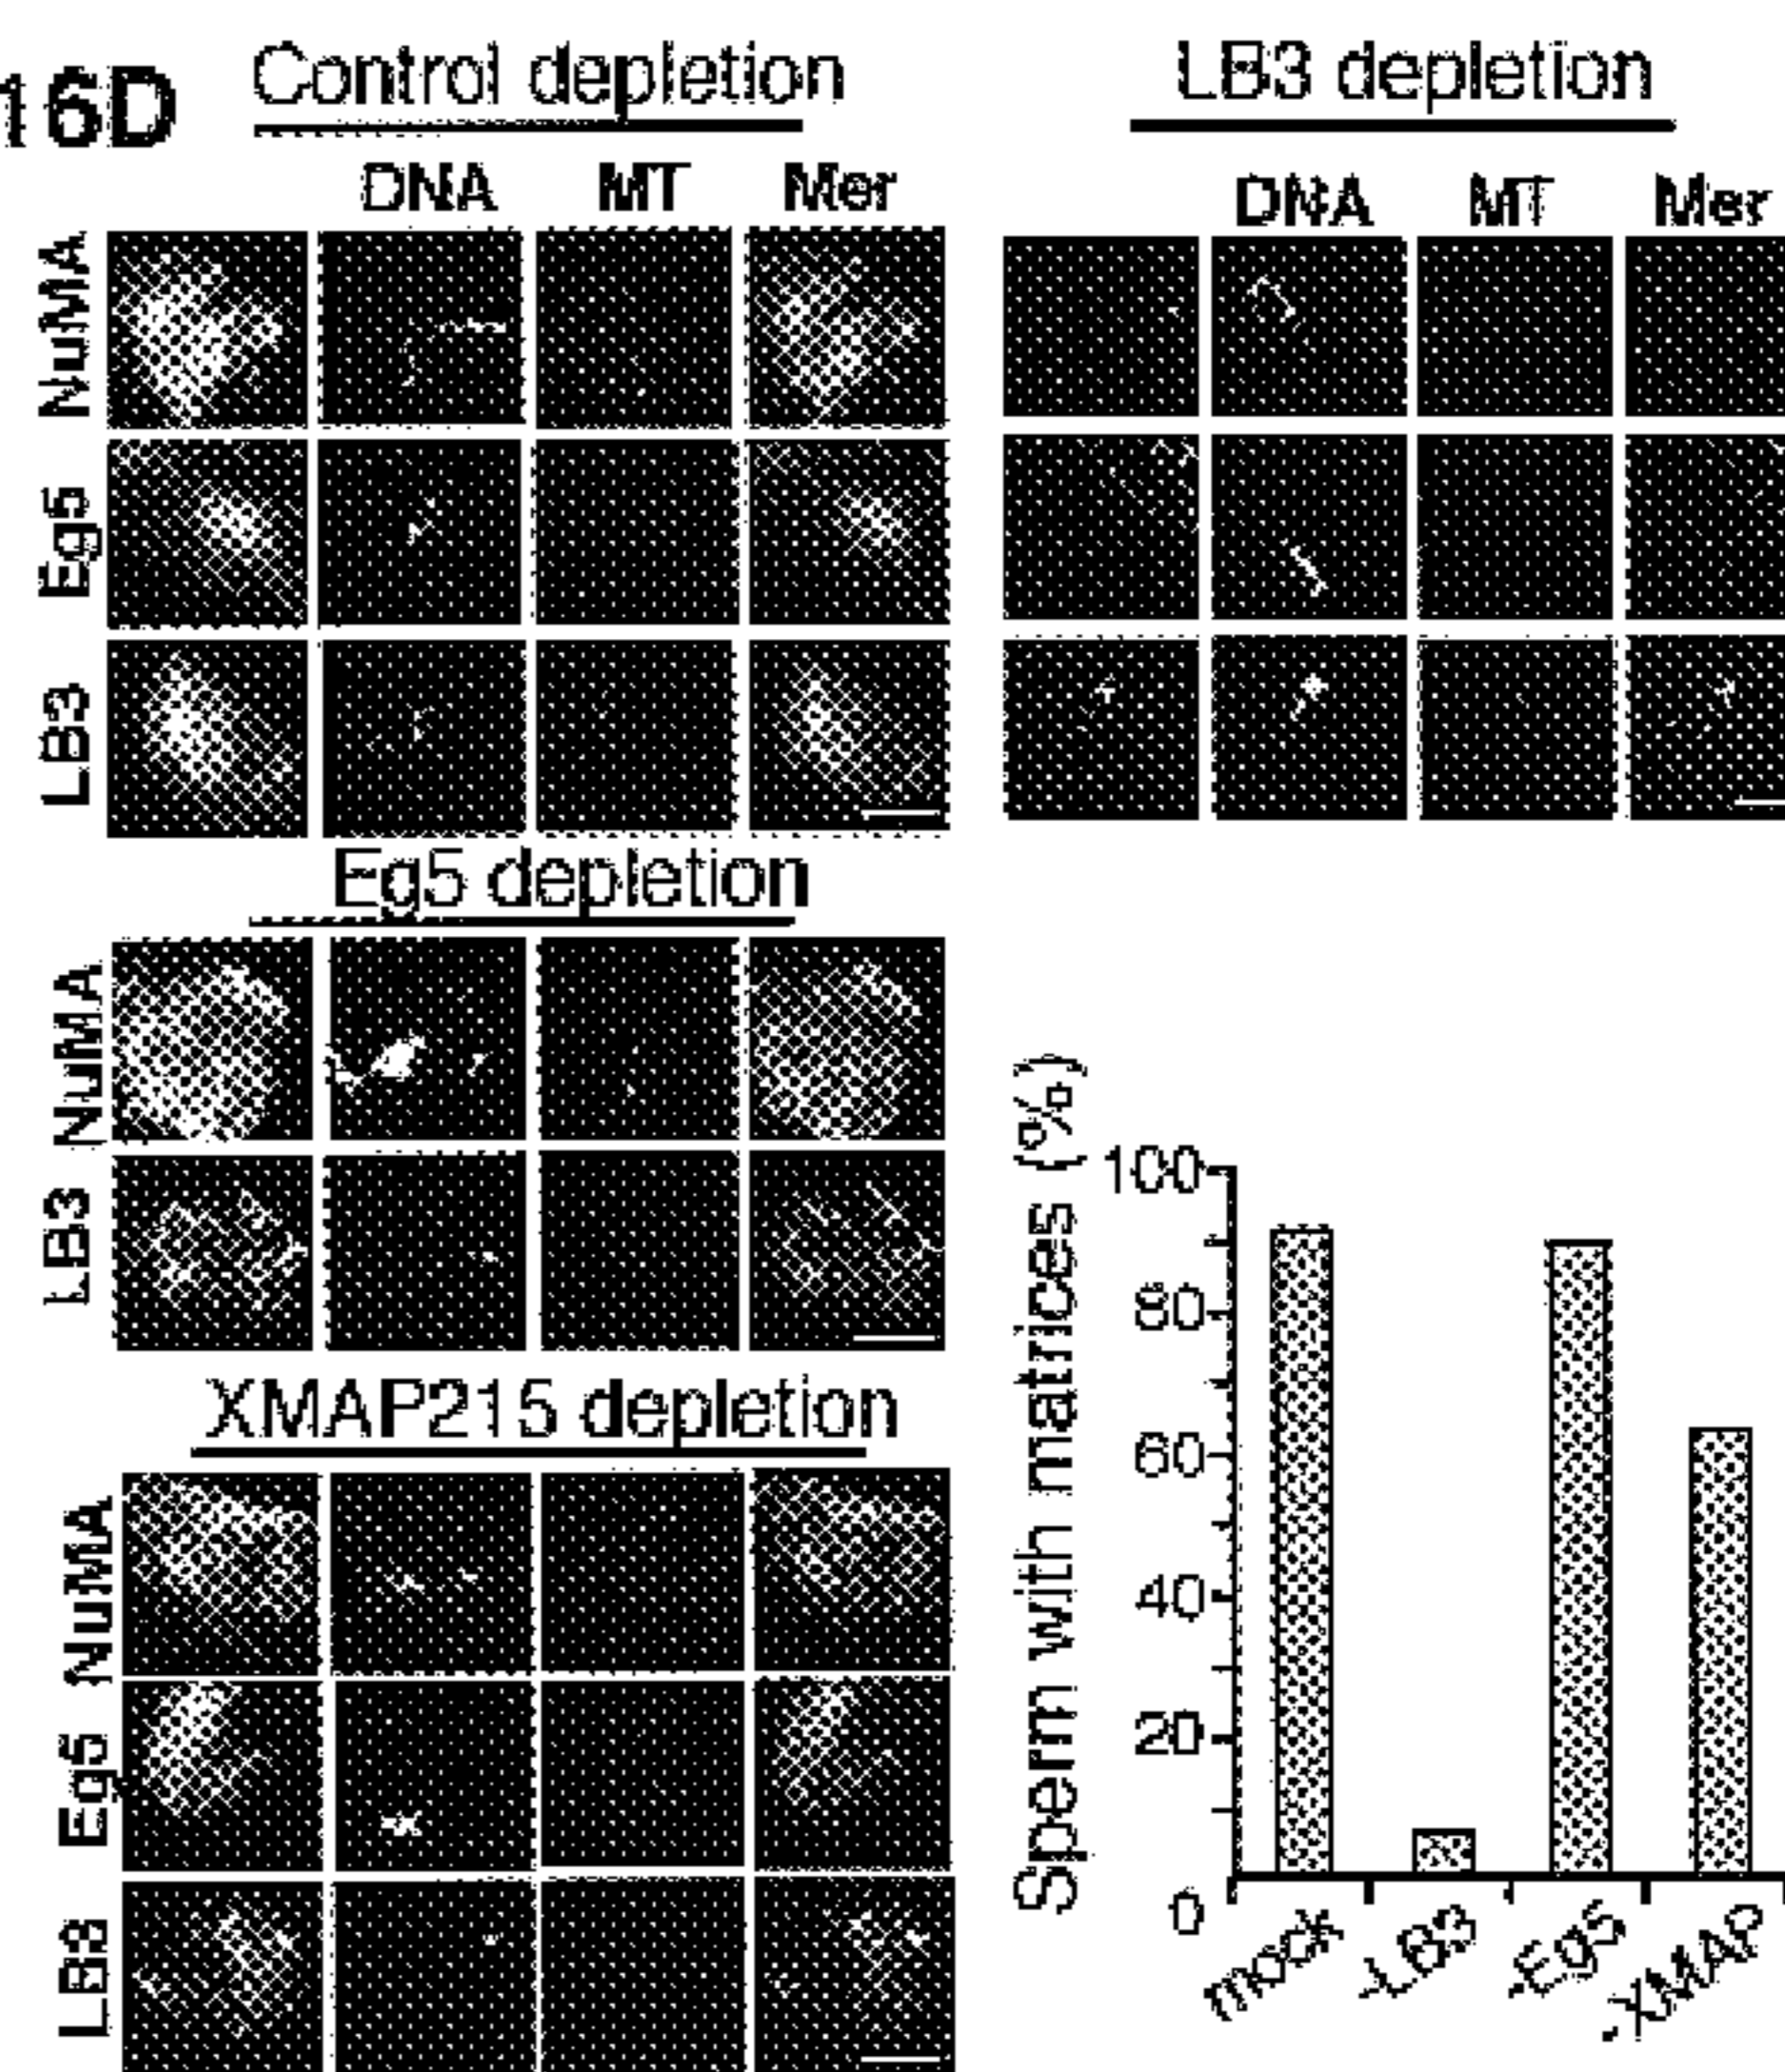 16D
Control depletion
DNA MT Mer
NuMA
Eg5
LB3
LB3 depletion
DNA MT Mer
Eg5 depletion
NuMA
LB3
XMAP215 depletion
NuMA
Eg5
LB3
Sperm with matrices (%)
100
80
60
40
20
0
mock
-LB3
-Eg5
-XMAP